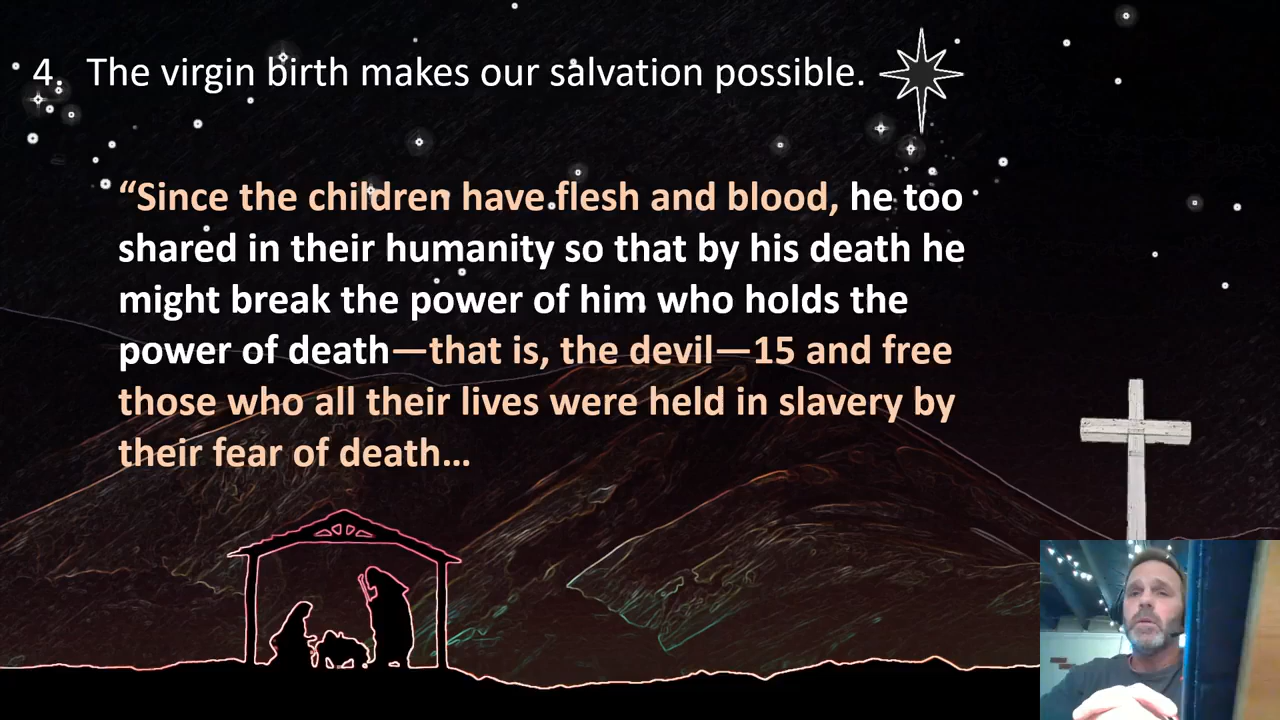 4. The virgin birth makes our salvation possible.
“Since the children have flesh and blood, he too
shared in their humanity so that by his death he
might break the power of him who holds the
power of death—that is, the devil—15 and free
those who all their lives were held in slavery by
their fear of death…